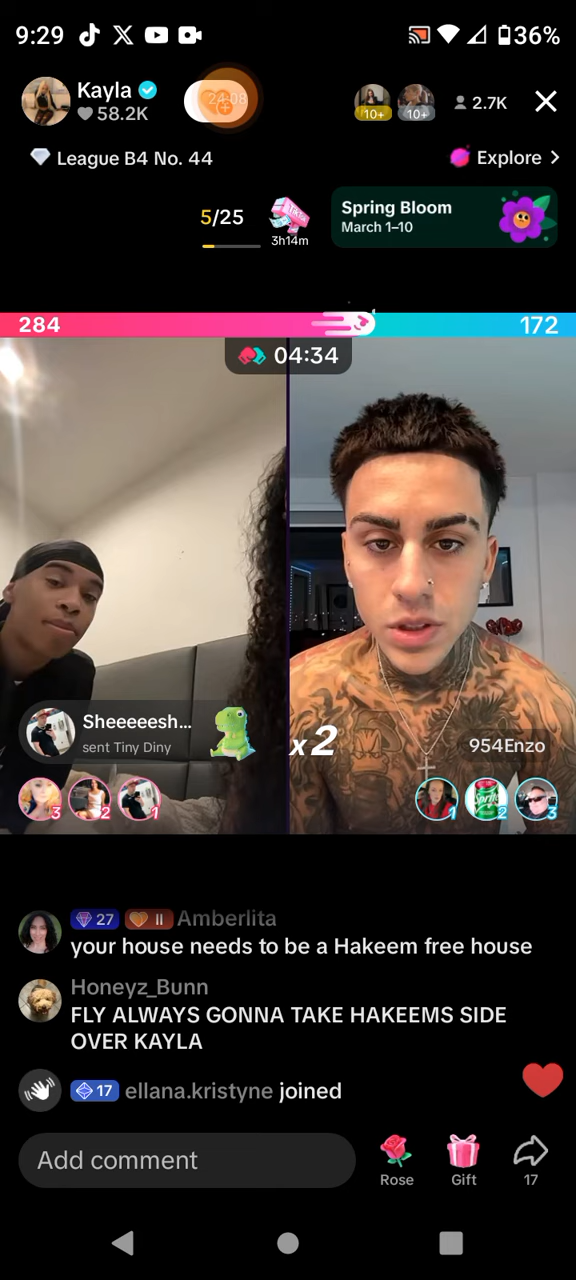 9:29
36%
Kayla
58.2K
10+
10+
2.7K
League B4 No. 44
Explore
5/25
3h14m
Spring Bloom
March 1–10
284
172
04:34
Sheeeeesh...
sent Tiny Diny
x2
954Enzo
3
2
1
1
2
3
27 II Amberlita
your house needs to be a Hakeem free house
Honeyz_Bunn
FLY ALWAYS GONNA TAKE HAKEEMS SIDE
OVER KAYLA
17 ellana.kristyne joined
Add comment
Rose
Gift
17